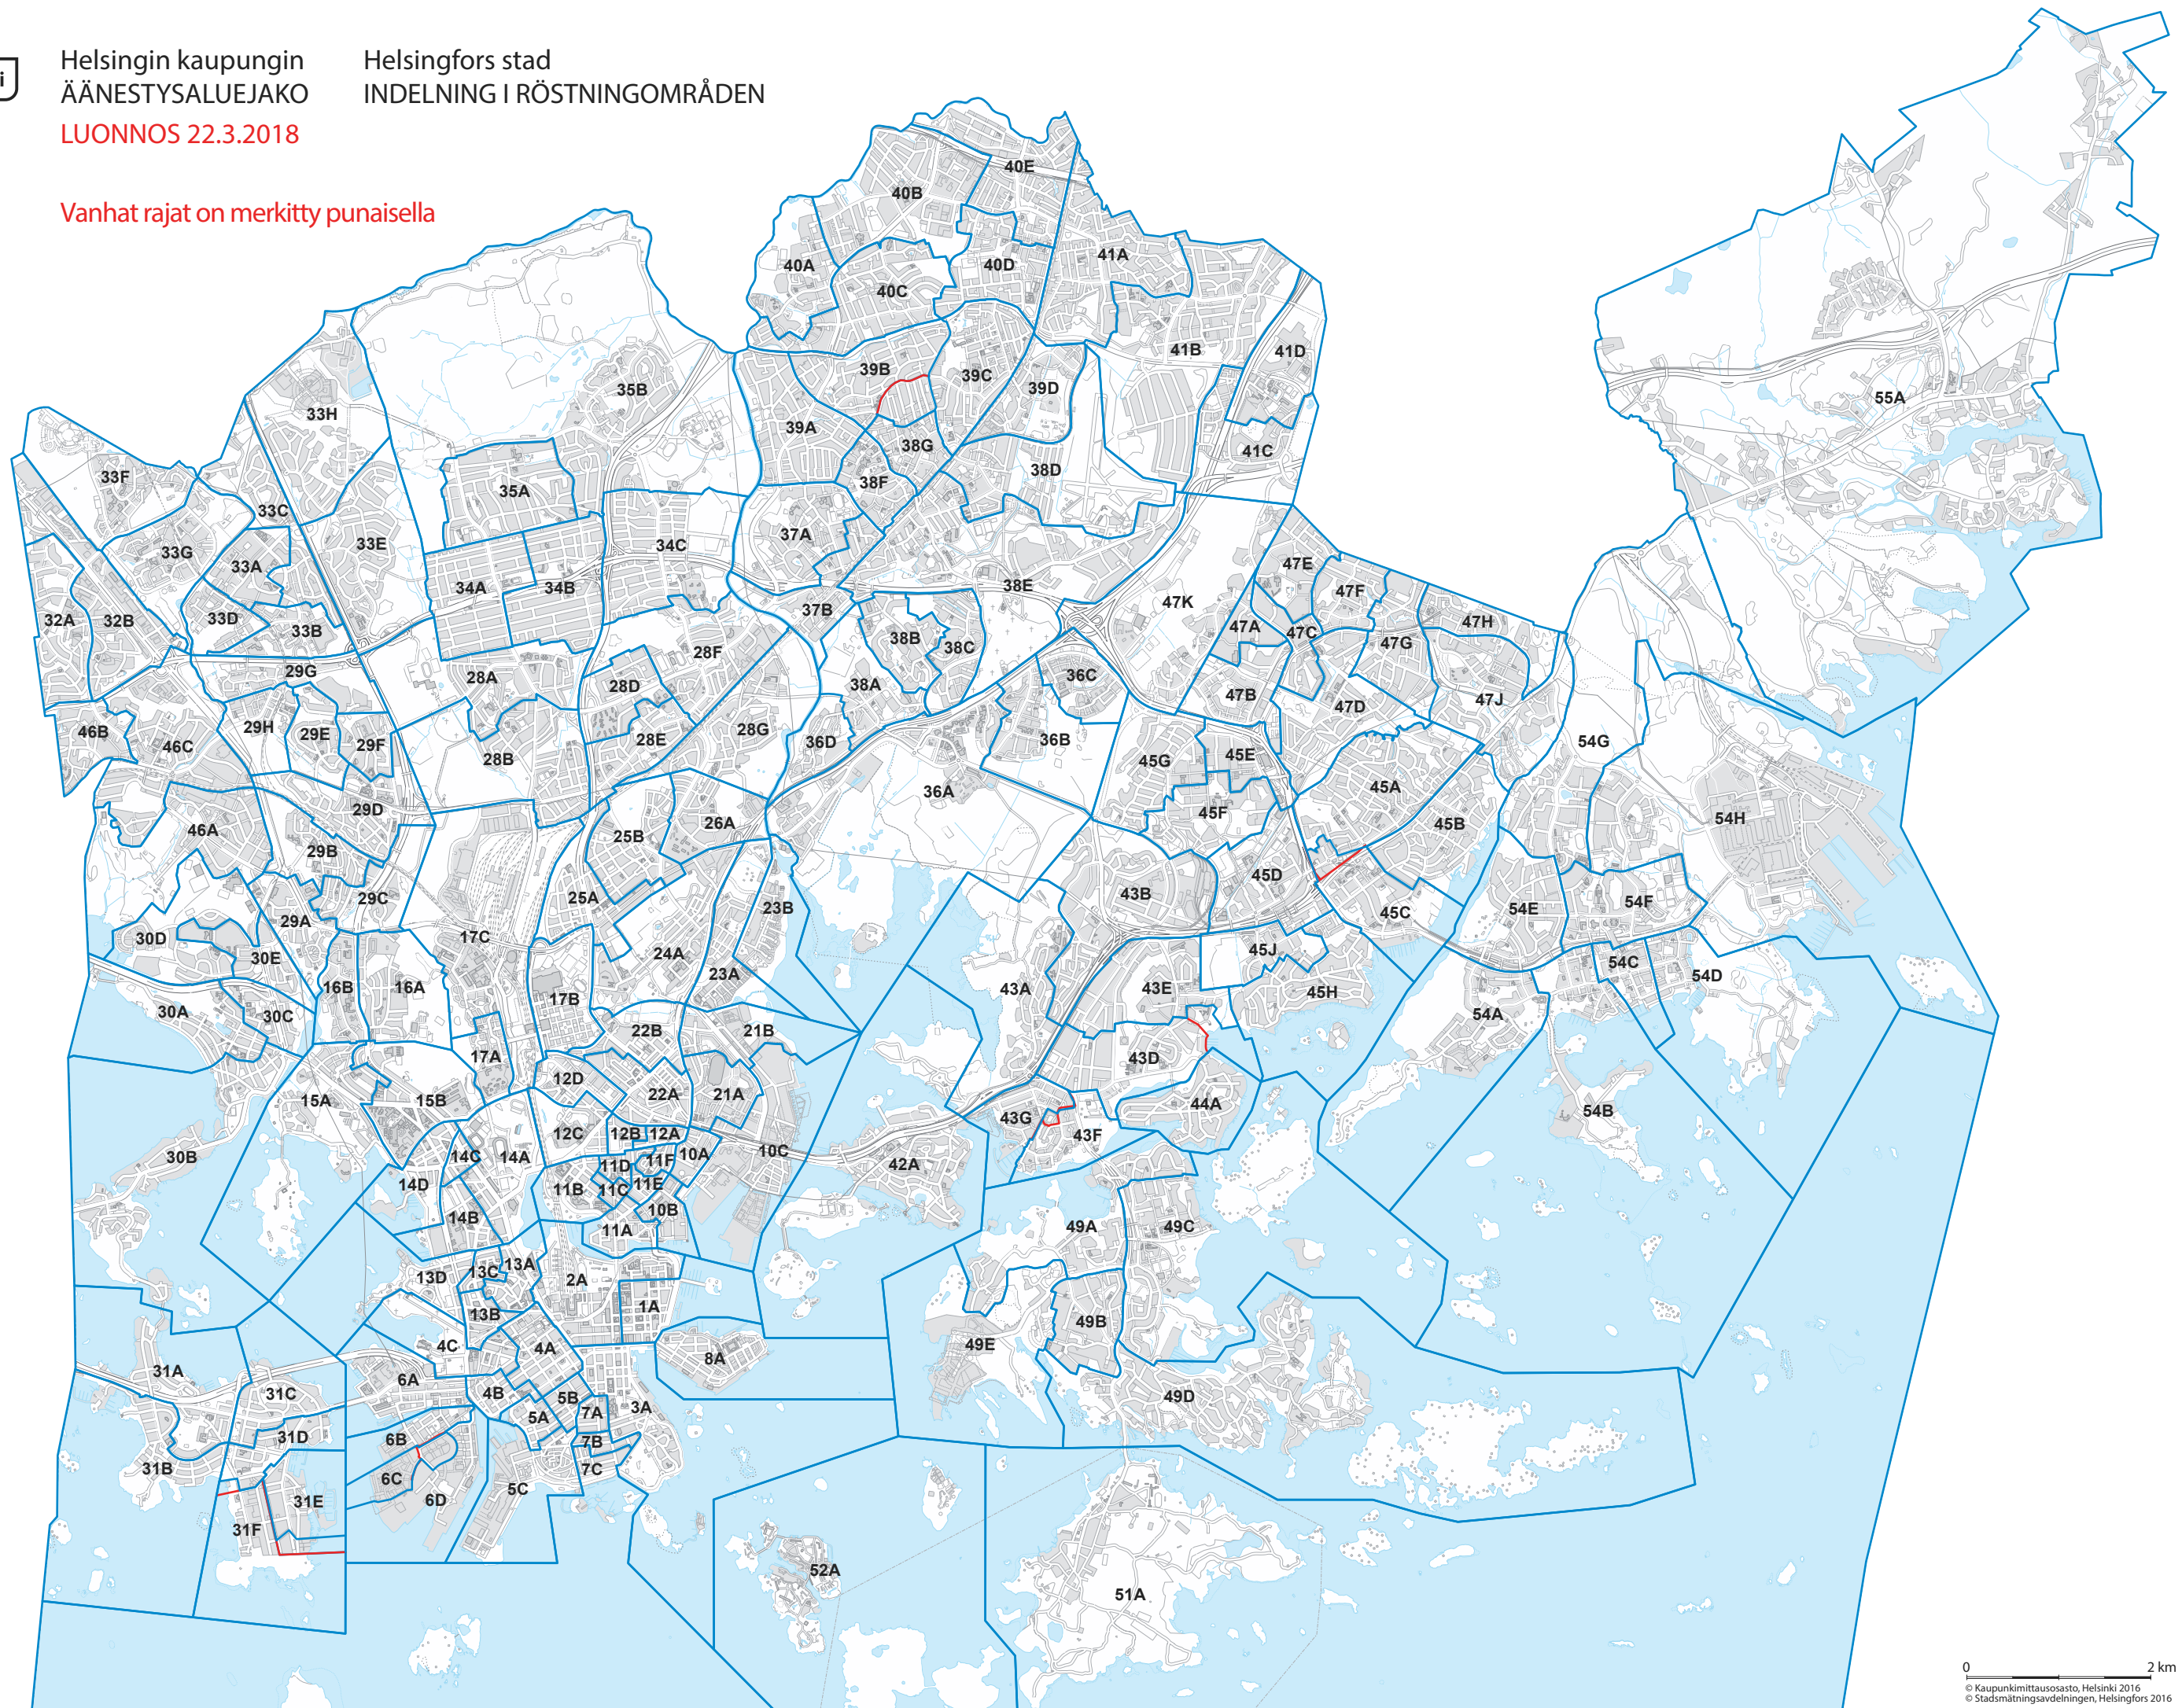 Helsingin kaupungin
ÄÄNESTYSALUEJAKO
Helsingfors stad
INDELNING I RÖSTNINGOMRÅDEN
LUONNOS 22.3.2018
Vanhat rajat on merkitty punaisella
40E
40B
40A
40D
41A
40C
41B
41D
39B
39C
39D
35B
33H
55A
39A
38G
41C
38D
33F
35A
38F
33C
37A
33E
34C
33G
33A
34A
34B
38E
47E
47F
47K
32A
32B
33D
33B
37B
38B
38C
47A
47C
47H
47G
28F
29G
28A
28D
38A
36C
47B
47D
47J
46B
46C
29H
29E
29F
28B
28E
28G
36D
36B
45G
45E
54G
45A
36A
29D
46A
29B
25B
26A
45F
45B
54H
45D
43B
29C
25A
23B
29A
45C
54E
54F
30D
30E
17C
24A
45J
54C
54D
23A
43A
43E
45H
16B
16A
17B
30A
30C
54A
22B
21B
17A
43D
12D
22A
21A
15A
15B
44A
54B
43G
43F
12C
12B
12A
10A
10C
30B
14C
14A
11D
11F
42A
14D
11B
11C
11E
10B
14B
11A
49A
49C
13D
13C
13A
2A
1A
13B
49B
49E
4C
4A
8A
31A
6A
31C
4B
5B
49D
7A
3A
5A
31D
6B
7B
31B
6C
7C
5C
6D
31E
31F
52A
51A
0 2 km
© Kaupunkimittausosasto, Helsinki 2016
© Stadsmätningsavdelningen, Helsingfors 2016